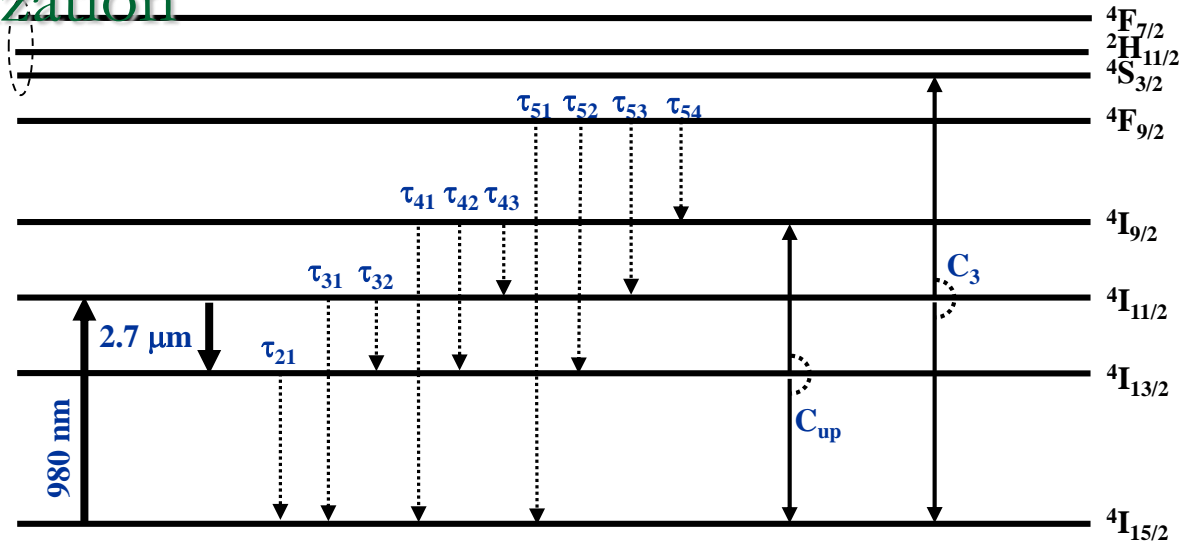 ⁴F₇/₂
²H₁₁/₂
⁴S₃/₂
τ₅₁ τ₅₂ τ₅₃ τ₅₄
⁴F₉/₂
τ₄₁ τ₄₂ τ₄₃
⁴I₉/₂
C₃
τ₃₁ τ₃₂
⁴I₁₁/₂
2.7 μm
τ₂₁
⁴I₁₃/₂
C_up
980 nm
⁴I₁₅/₂